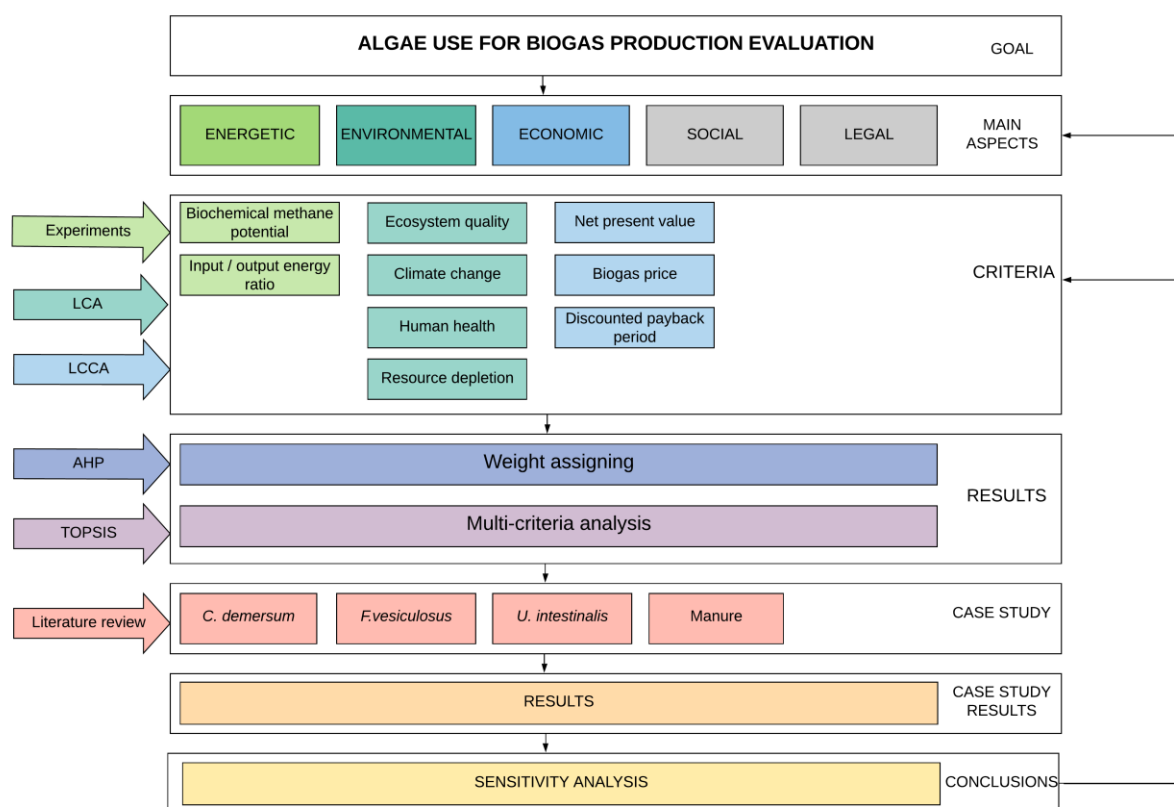 ALGAE USE FOR BIOGAS PRODUCTION EVALUATION
GOAL
ENERGETIC
ENVIRONMENTAL
ECONOMIC
SOCIAL
LEGAL
MAIN
ASPECTS
Experiments
LCA
LCCA
Biochemical methane
potential
Input / output energy
ratio
Ecosystem quality
Climate change
Human health
Resource depletion
Net present value
Biogas price
Discounted payback
period
CRITERIA
AHP
Weight assigning
TOPSIS
Multi-criteria analysis
RESULTS
Literature review
C. demersum
F.vesiculosus
U. intestinalis
Manure
CASE STUDY
RESULTS
CASE STUDY
RESULTS
SENSITIVITY ANALYSIS
CONCLUSIONS